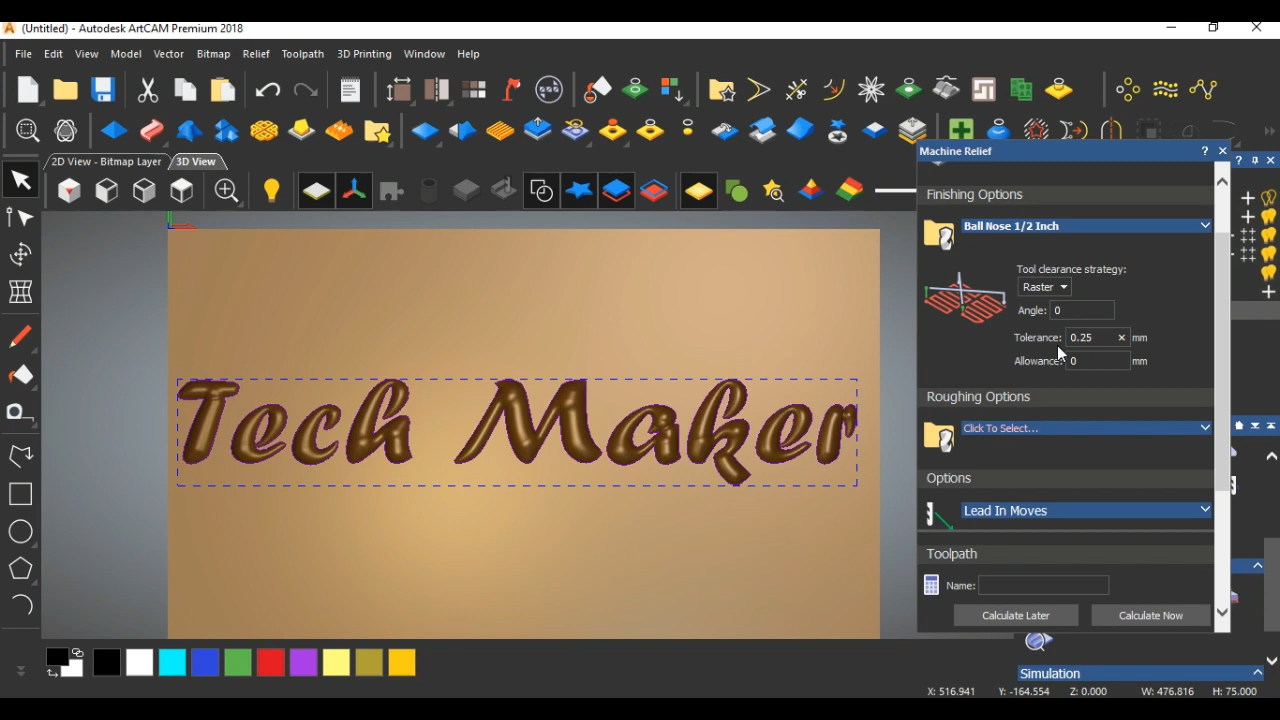 (Untitled) - Autodesk ArtCAM Premium 2018
File Edit View Model Vector Bitmap Relief Toolpath 3D Printing Window Help
Machine Relief ?
2D View - Bitmap Layer 3D View
Finishing Options
Ball Nose 1/2 Inch
Tool clearance strategy:
Raster
Angle: 0
Tolerance: 0.25 mm
Allowance: 0 mm
Tech Maker
Roughing Options
Click To Select...
Options
Lead In Moves
Toolpath
Name:
Calculate Later Calculate Now
Simulation
X: 516.941 Y: -164.554 Z: 0.000 W: 476.816 H: 75.000